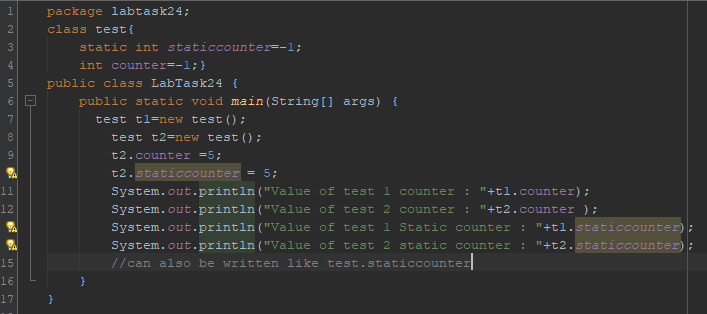 1 package labtask24;
2 class test{
3 static int staticcounter=-1;
4 int counter=-1;}
5 public class LabTask24 {
6 public static void main(String[] args) {
7 test t1=new test();
8 test t2=new test();
9 t2.counter =5;
t2.staticcounter = 5;
11 System.out.println("Value of test 1 counter : "+t1.counter);
12 System.out.println("Value of test 2 counter : "+t2.counter );
System.out.println("Value of test 1 Static counter : "+t1.staticcounter);
System.out.println("Value of test 2 static counter : "+t2.staticcounter);
15 //can also be written like test.staticcounter
16 }
17 }